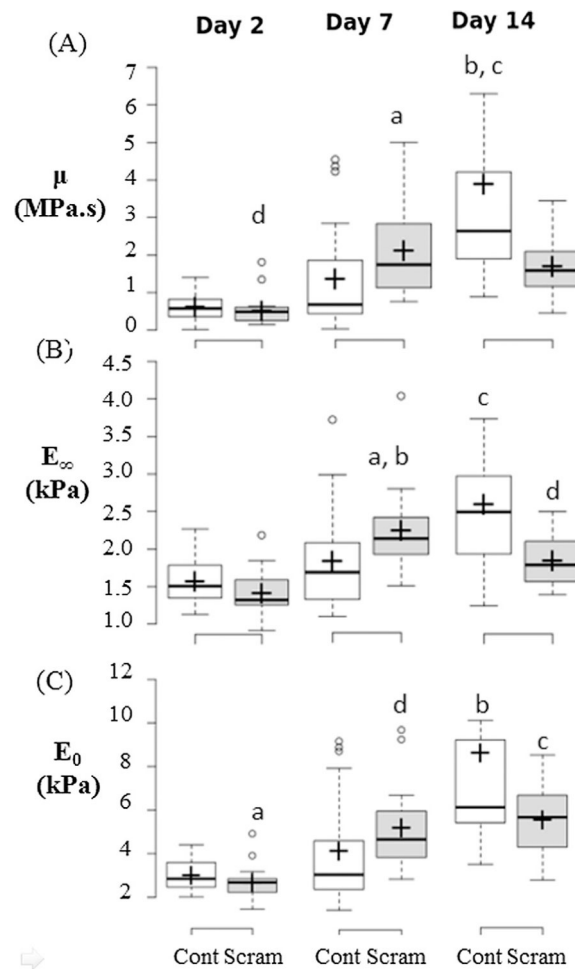 Day 2 Day 7 Day 14
(A)
b, c
7
6
a
5
μ
(MPa.s)
4
3
d
2
1
0
(B)
4.5
c
4.0
E∞
(kPa)
3.5
a, b
d
3.0
2.5
2.0
1.5
1.0
(C)
12
d
b
10
E0
(kPa)
c
8
a
6
4
2
Cont Scram Cont Scram Cont Scram